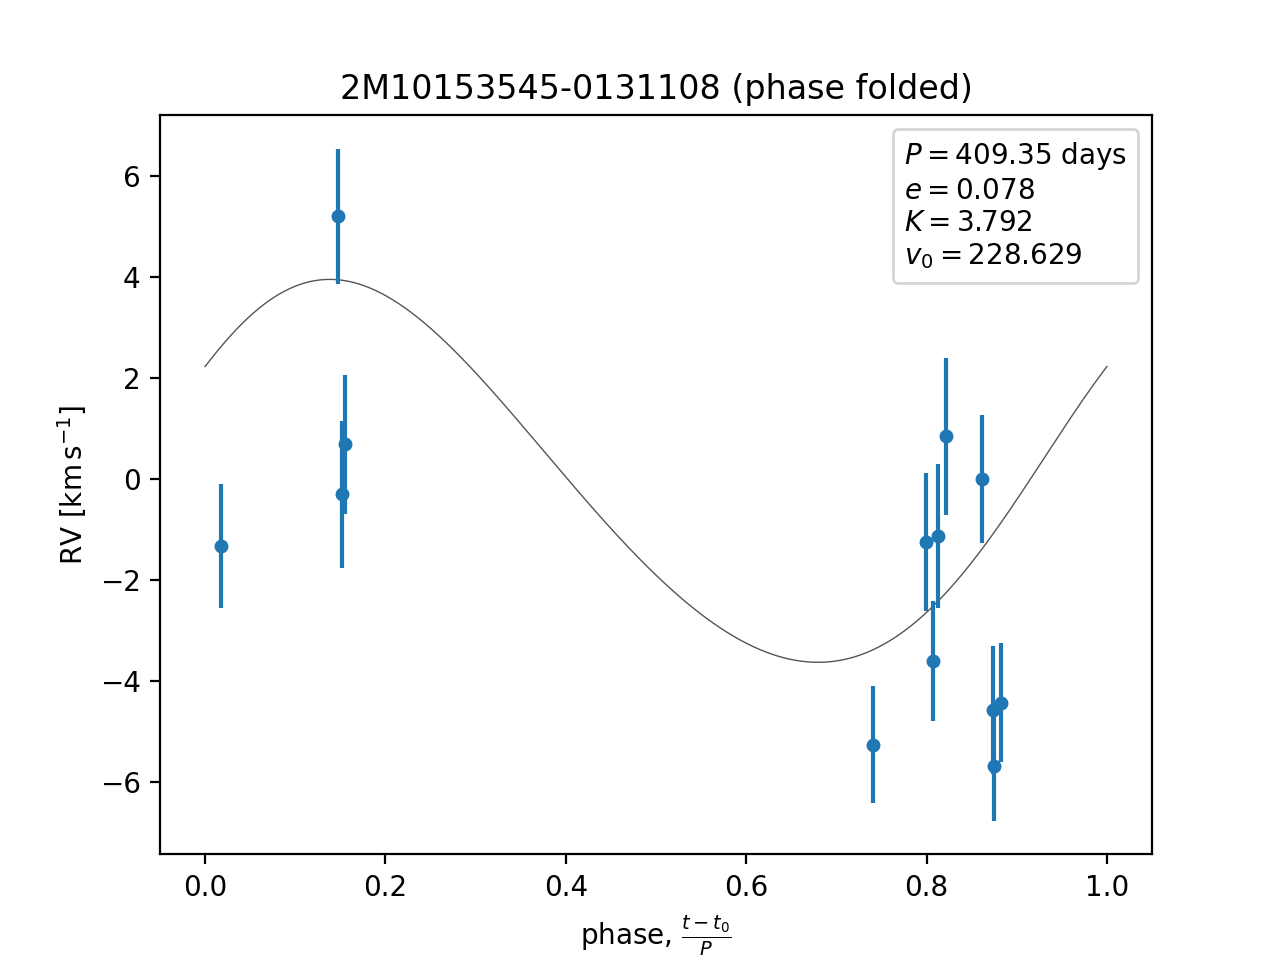 2M10153545-0131108 (phase folded)
P = 409.35 days
e = 0.078
K = 3.792
v₀ = 228.629
6
4
2
0
−2
−4
−6
RV [km s⁻¹]
0.0 0.2 0.4 0.6 0.8 1.0
phase, (t − t₀)/P